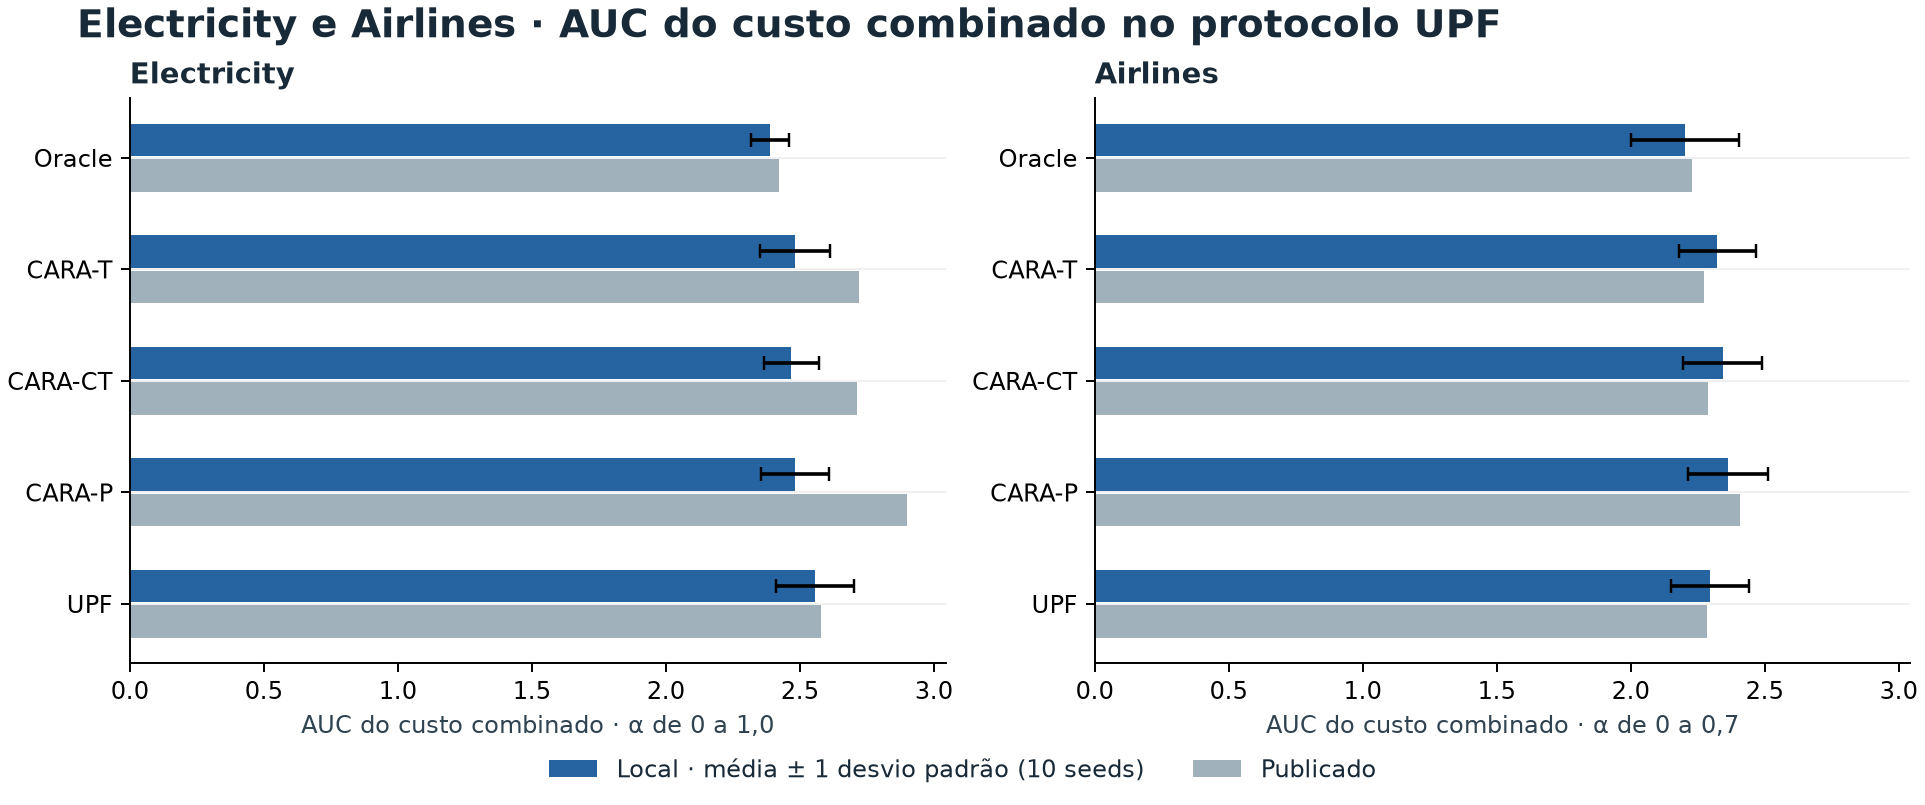 Electricity e Airlines · AUC do custo combinado no protocolo UPF
Electricity
Oracle
CARA-T
CARA-CT
CARA-P
UPF
0.0 0.5 1.0 1.5 2.0 2.5 3.0
AUC do custo combinado · α de 0 a 1,0
Airlines
Oracle
CARA-T
CARA-CT
CARA-P
UPF
0.0 0.5 1.0 1.5 2.0 2.5 3.0
AUC do custo combinado · α de 0 a 0,7
Local · média ± 1 desvio padrão (10 seeds)
Publicado